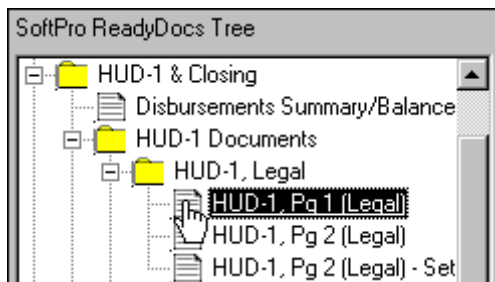 SoftPro ReadyDocs Tree
HUD-1 & Closing
Disbursements Summary/Balance
HUD-1 Documents
HUD-1, Legal
HUD-1, Pg 1 (Legal)
HUD-1, Pg 2 (Legal)
HUD-1, Pg 2 (Legal) - Set